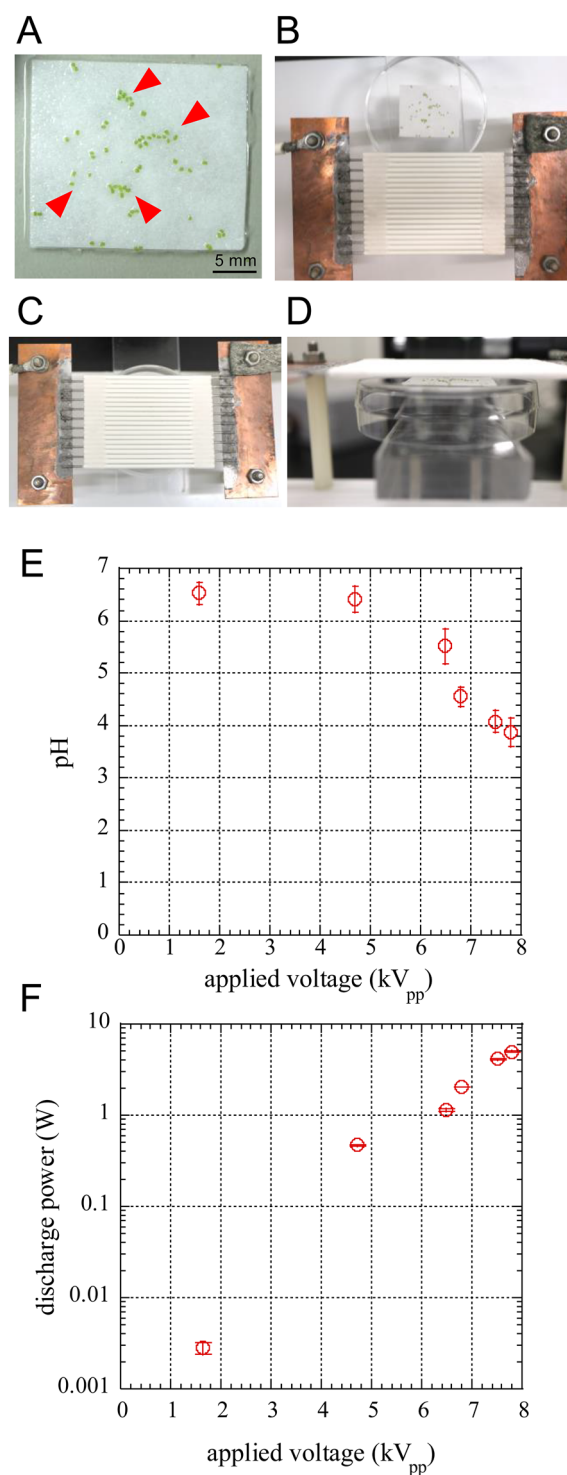 A
5 mm
B
C
D
E
7
6
5
4
3
2
1
0
pH
0 1 2 3 4 5 6 7 8
applied voltage (kVpp)
F
10
1
0.1
0.01
0.001
discharge power (W)
0 1 2 3 4 5 6 7 8
applied voltage (kVpp)